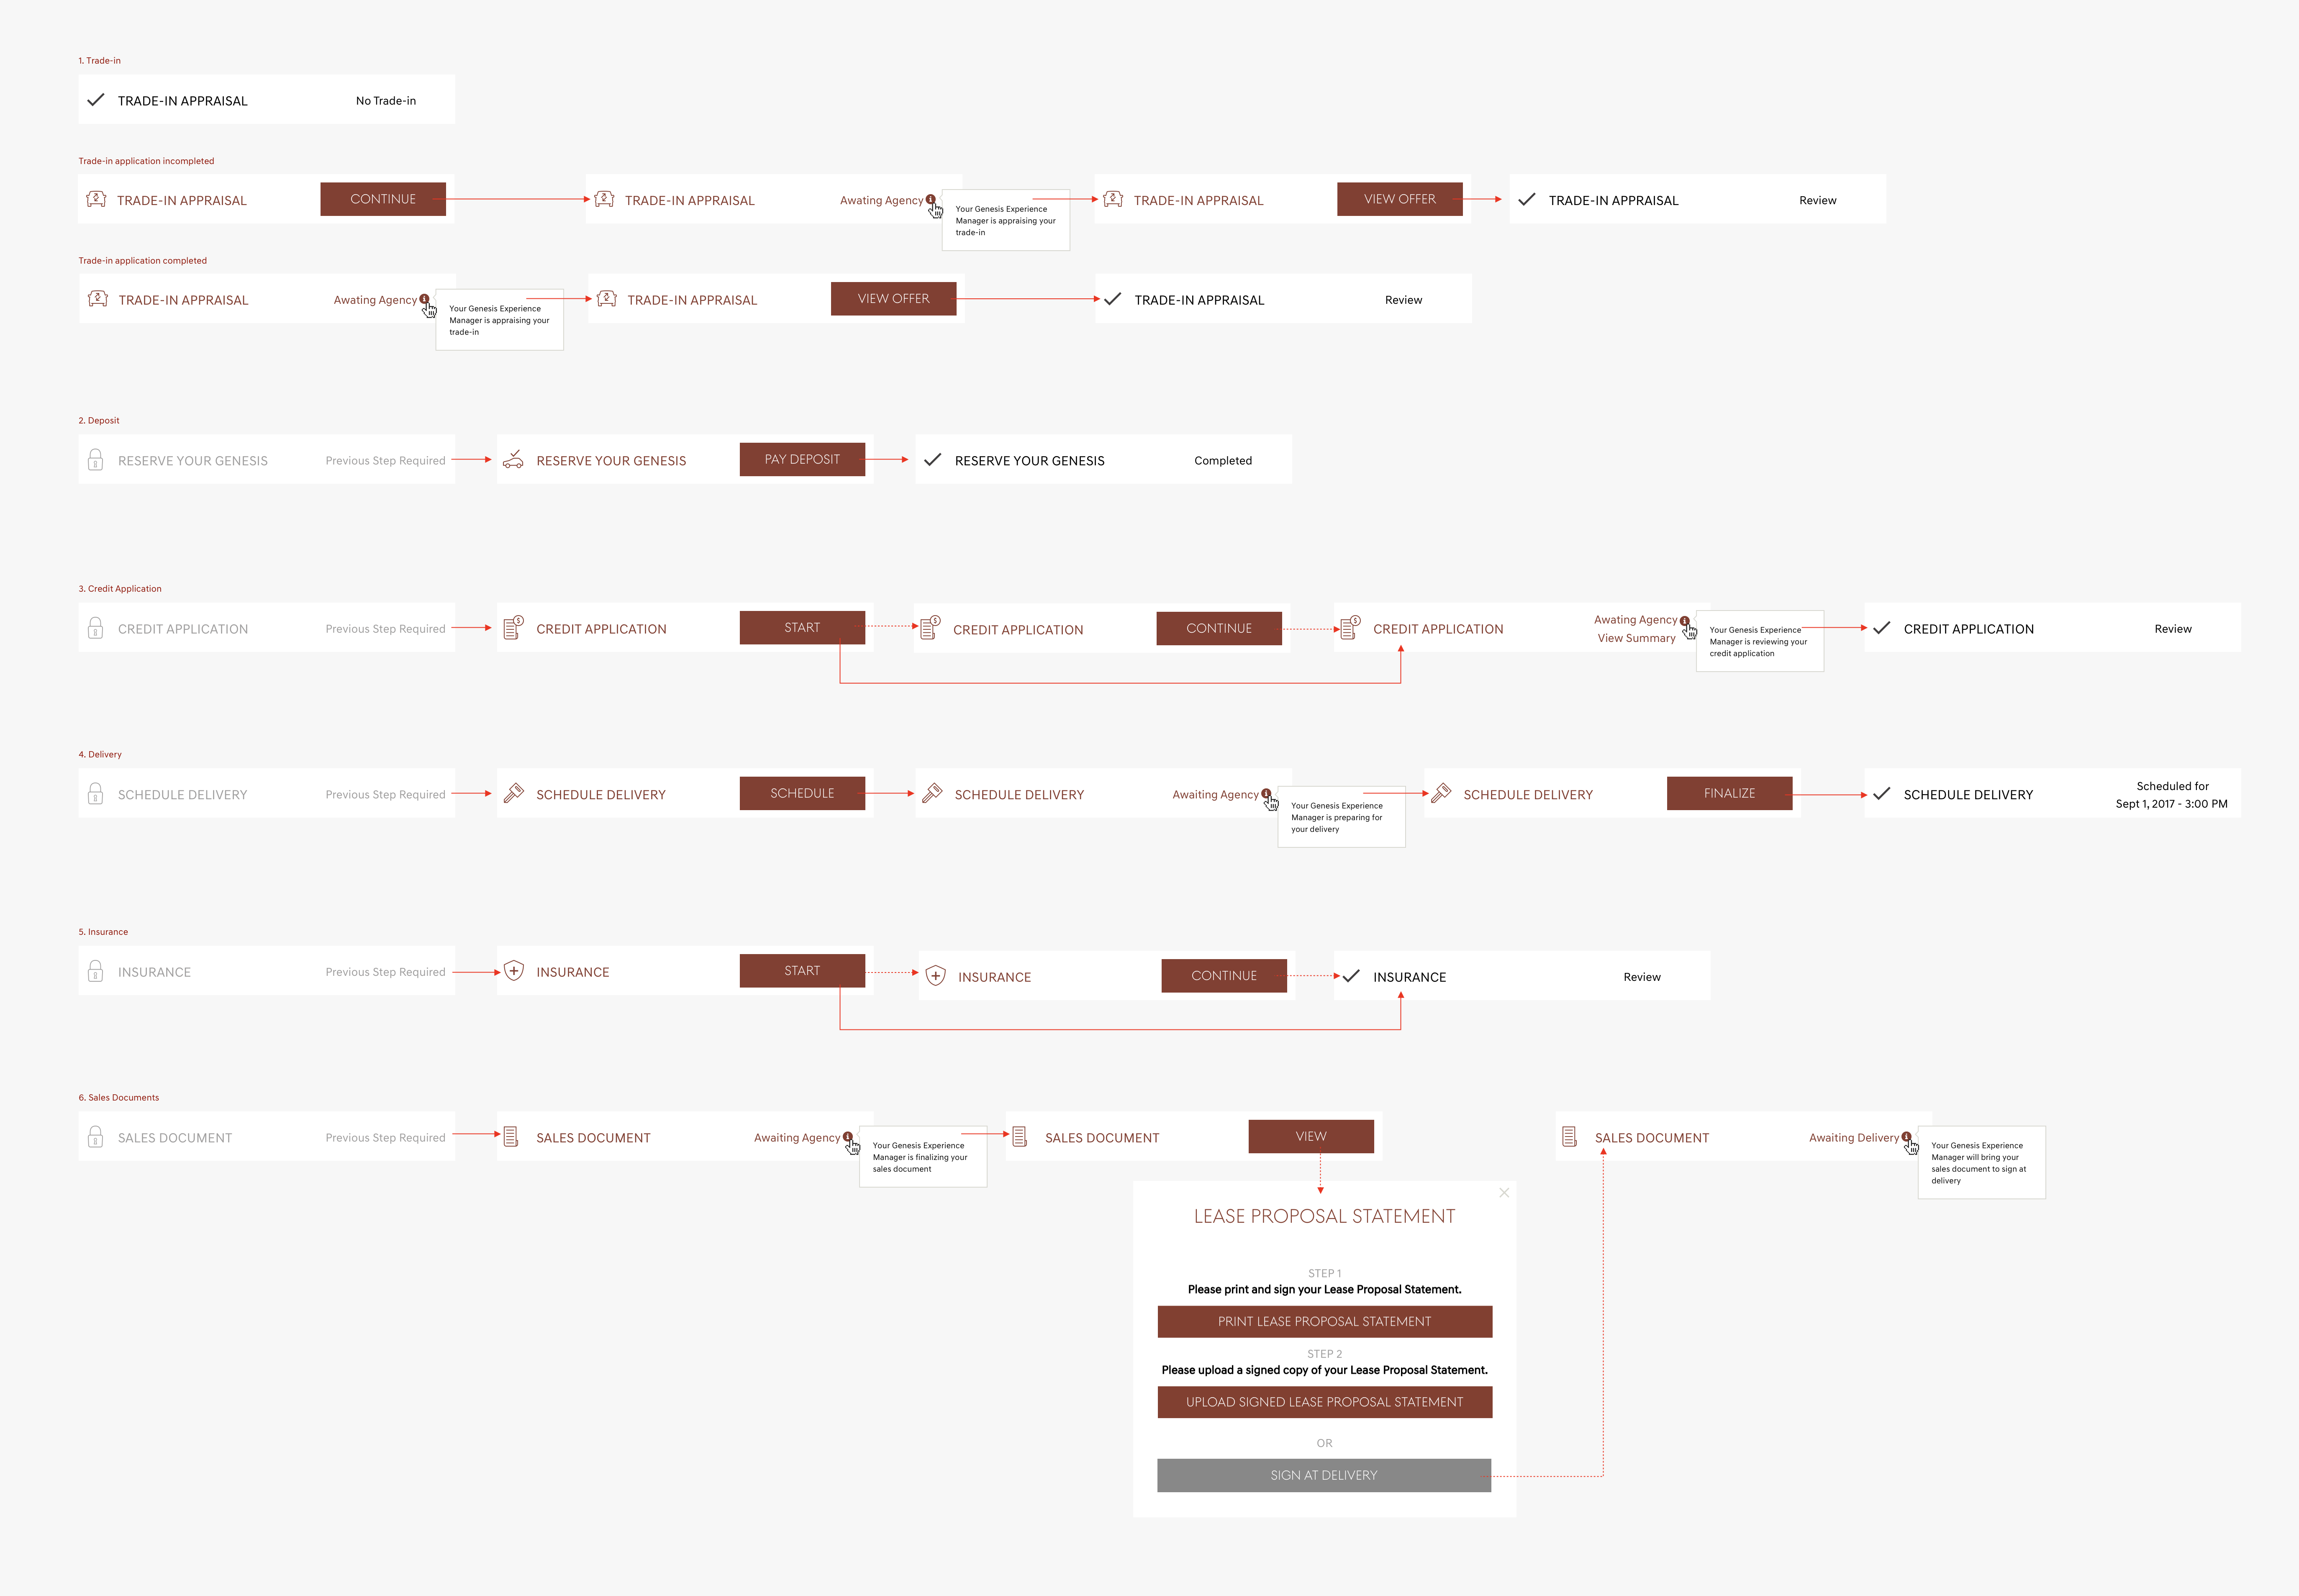 1. Trade-in
TRADE-IN APPRAISAL
No Trade-in
Trade-in application incompleted
TRADE-IN APPRAISAL
CONTINUE
TRADE-IN APPRAISAL
Awating Agency
Your Genesis Experience
Manager is appraising your
trade-in
TRADE-IN APPRAISAL
VIEW OFFER
TRADE-IN APPRAISAL
Review
Trade-in application completed
TRADE-IN APPRAISAL
Awating Agency
Your Genesis Experience
Manager is appraising your
trade-in
TRADE-IN APPRAISAL
VIEW OFFER
TRADE-IN APPRAISAL
Review
2. Deposit
RESERVE YOUR GENESIS
Previous Step Required
RESERVE YOUR GENESIS
PAY DEPOSIT
RESERVE YOUR GENESIS
Completed
3. Credit Application
CREDIT APPLICATION
Previous Step Required
CREDIT APPLICATION
START
CREDIT APPLICATION
CONTINUE
CREDIT APPLICATION
Awating Agency
View Summary
Your Genesis Experience
Manager is reviewing your
credit application
CREDIT APPLICATION
Review
4. Delivery
SCHEDULE DELIVERY
Previous Step Required
SCHEDULE DELIVERY
SCHEDULE
SCHEDULE DELIVERY
Awaiting Agency
Your Genesis Experience
Manager is preparing for
your delivery
SCHEDULE DELIVERY
FINALIZE
SCHEDULE DELIVERY
Scheduled for
Sept 1, 2017 - 3:00 PM
5. Insurance
INSURANCE
Previous Step Required
INSURANCE
START
INSURANCE
CONTINUE
INSURANCE
Review
6. Sales Documents
SALES DOCUMENT
Previous Step Required
SALES DOCUMENT
Awaiting Agency
Your Genesis Experience
Manager is finalizing your
sales document
SALES DOCUMENT
VIEW
SALES DOCUMENT
Awaiting Delivery
Your Genesis Experience
Manager will bring your
sales document to sign at
delivery
LEASE PROPOSAL STATEMENT
STEP 1
Please print and sign your Lease Proposal Statement.
PRINT LEASE PROPOSAL STATEMENT
STEP 2
Please upload a signed copy of your Lease Proposal Statement.
UPLOAD SIGNED LEASE PROPOSAL STATEMENT
OR
SIGN AT DELIVERY